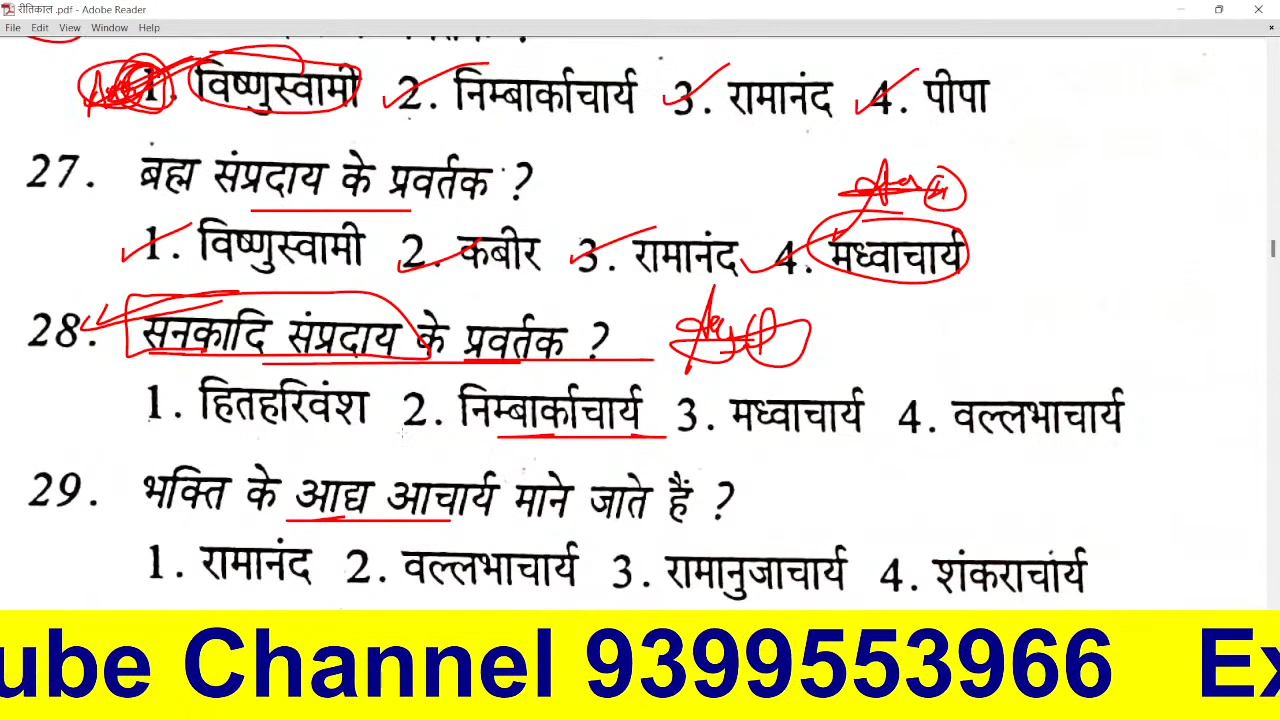 रीतिकाल .pdf - Adobe Reader
File Edit View Window Help
1. विष्णुस्वामी 2. निम्बार्काचार्य 3. रामानंद 4. पीपा
27. ब्रह्म संप्रदाय के प्रवर्तक ?
1. विष्णुस्वामी 2. कबीर 3. रामानंद 4. मध्वाचार्य
28. सनकादि संप्रदाय के प्रवर्तक ?
1. हितहरिवंश 2. निम्बार्काचार्य 3. मध्वाचार्य 4. वल्लभाचार्य
29. भक्ति के आद्य आचार्य माने जाते हैं ?
1. रामानंद 2. वल्लभाचार्य 3. रामानुजाचार्य 4. शंकराचार्य
ube Channel 9399553966 Ex